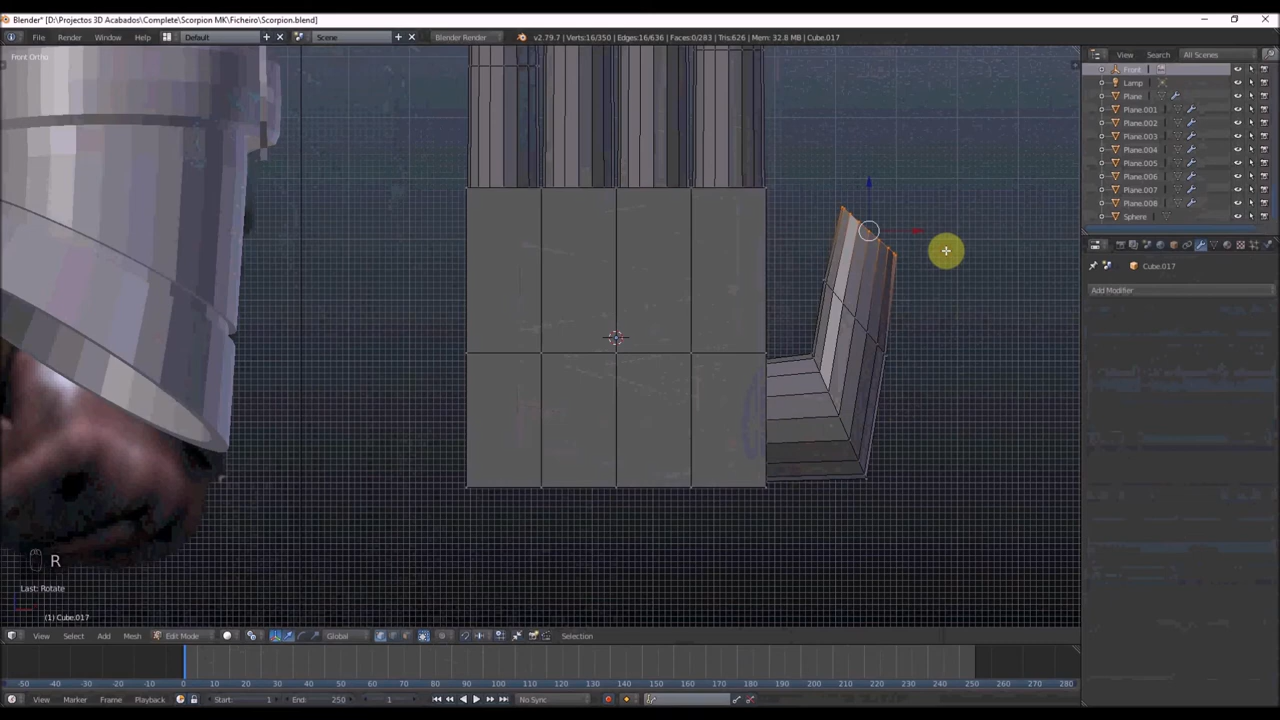 Blender* [D:\Projectos 3D Acabados\Complete\Scorpion MK\Ficheiro\Scorpion.blend]
File Render Window Help Default Scene Blender Render v2.79.7 | Verts:16/350 | Edges:16/636 | Faces:0/283 | Tris:626 | Mem: 32.8 MB | Cube.017
Front Ortho
View Search All Scenes
Front
Lamp
Plane
Plane.001
Plane.002
Plane.003
Plane.004
Plane.005
Plane.006
Plane.007
Plane.008
Sphere
Cube.017
Add Modifier
R
Last: Rotate
(1) Cube.017
View Select Add Mesh Edit Mode Global Selection
-50 -40 -30 -20 -10 0 10 20 30 40 50 60 70 80 90 100 110 120 130 140 150 160 170 180 190 200 210 220 230 240 250 260 270 280
View Marker Frame Playback Start: 1 End: 250 1 No Sync